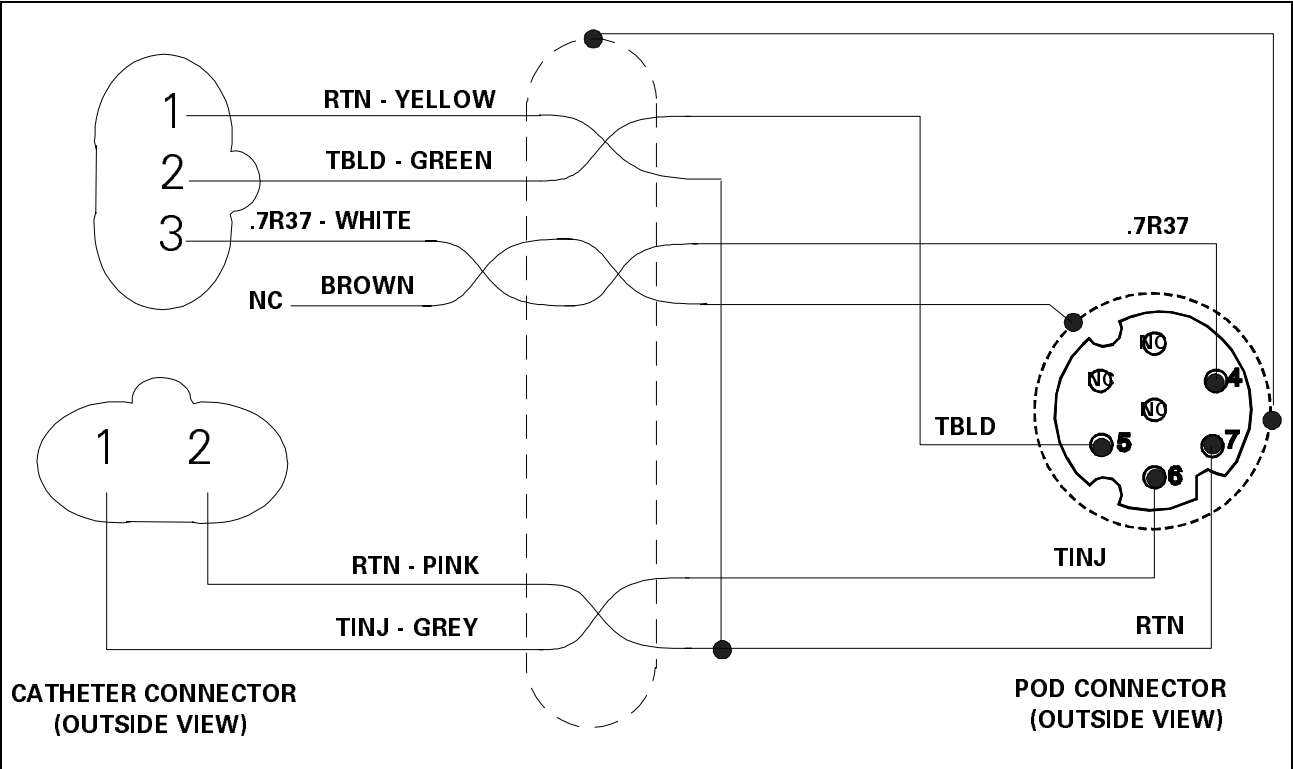 1
RTN - YELLOW
2
TBLD - GREEN
3
.7R37 - WHITE
.7R37
NC
BROWN
NC
NC
4
NC
TBLD
5
7
6
1
2
RTN - PINK
TINJ
TINJ - GREY
RTN
CATHETER CONNECTOR
(OUTSIDE VIEW)
POD CONNECTOR
(OUTSIDE VIEW)